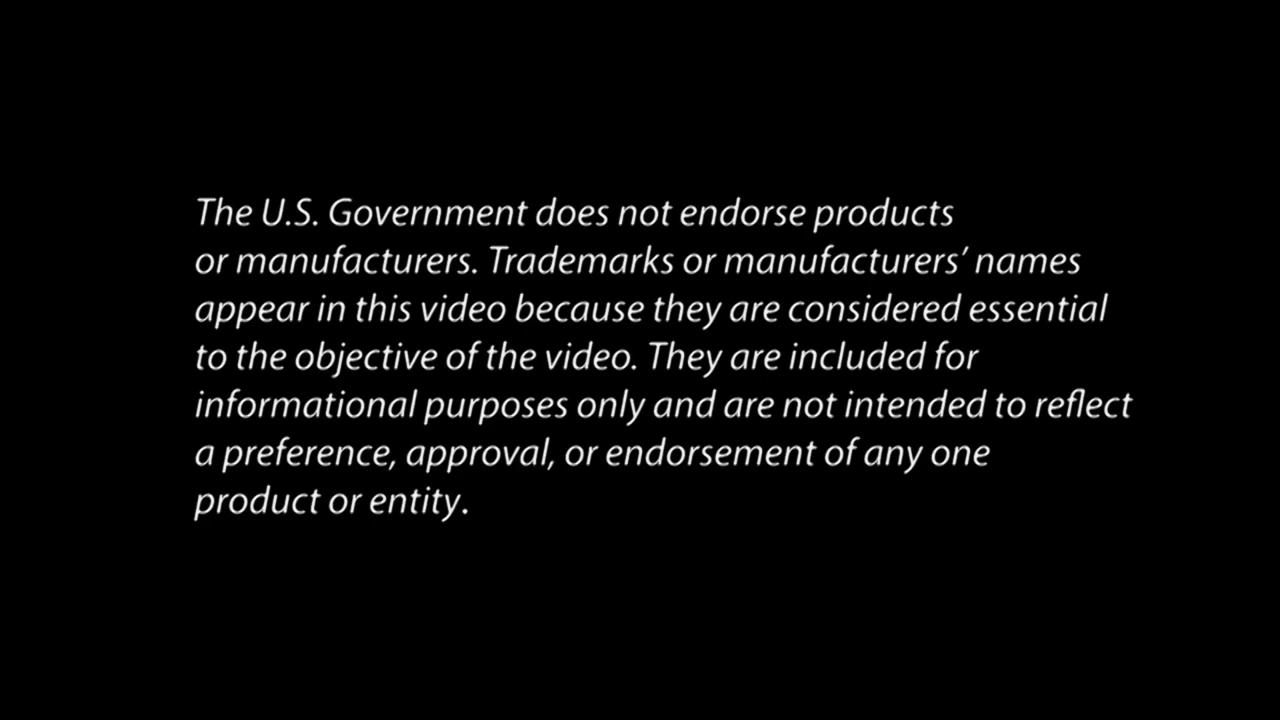 The U.S. Government does not endorse products
or manufacturers. Trademarks or manufacturers’ names
appear in this video because they are considered essential
to the objective of the video. They are included for
informational purposes only and are not intended to reflect
a preference, approval, or endorsement of any one
product or entity.